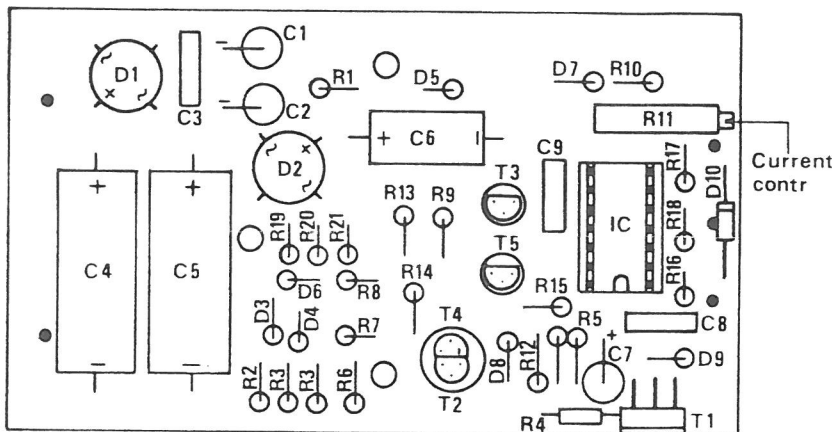 C1
D1
C3
C2
R1
D5
D7
R10
R11
C6
C9
R17
D10
Current
contr
D2
R13
R9
T3
IC
R18
R19
R20
R21
C4
C5
T5
R16
D6
R8
R14
R15
C8
D3
D4
R7
T4
R5
C7
D9
D8
R12
R2
R3
R3
R6
T2
R4
T1